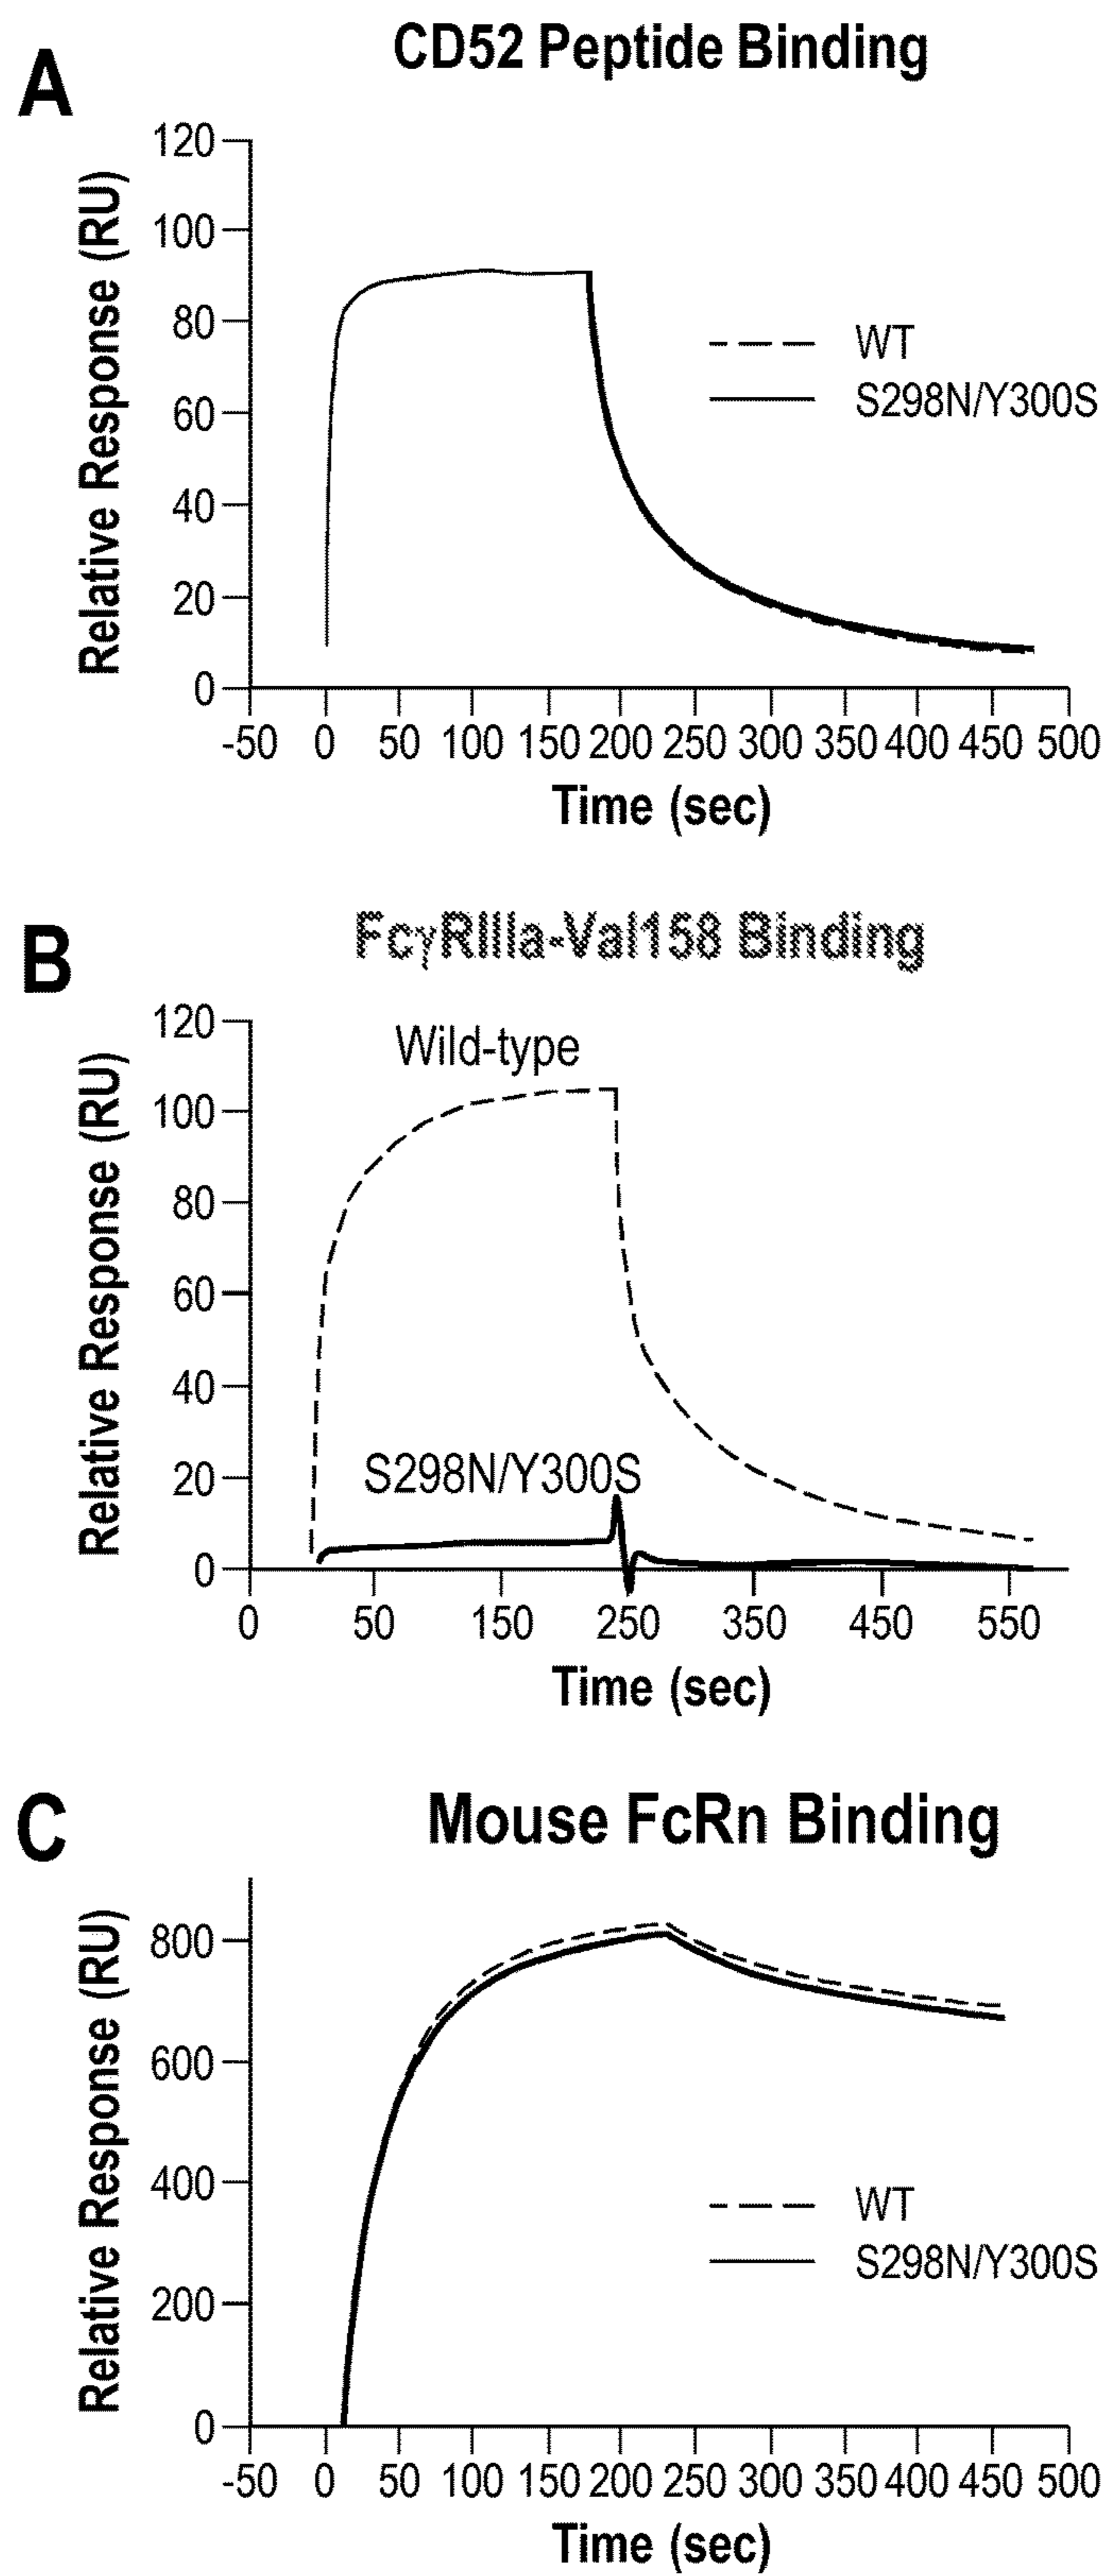 A
CD52 Peptide Binding
120
100
80
60
40
20
0
Relative Response (RU)
WT
S298N/Y300S
-50 0 50 100 150 200 250 300 350 400 450 500
Time (sec)
B
FcγRIIIa-Val158 Binding
120
100
80
60
40
20
0
Relative Response (RU)
Wild-type
S298N/Y300S
0 50 150 250 350 450 550
Time (sec)
C
Mouse FcRn Binding
800
600
400
200
0
Relative Response (RU)
WT
S298N/Y300S
-50 0 50 100 150 200 250 300 350 400 450 500
Time (sec)